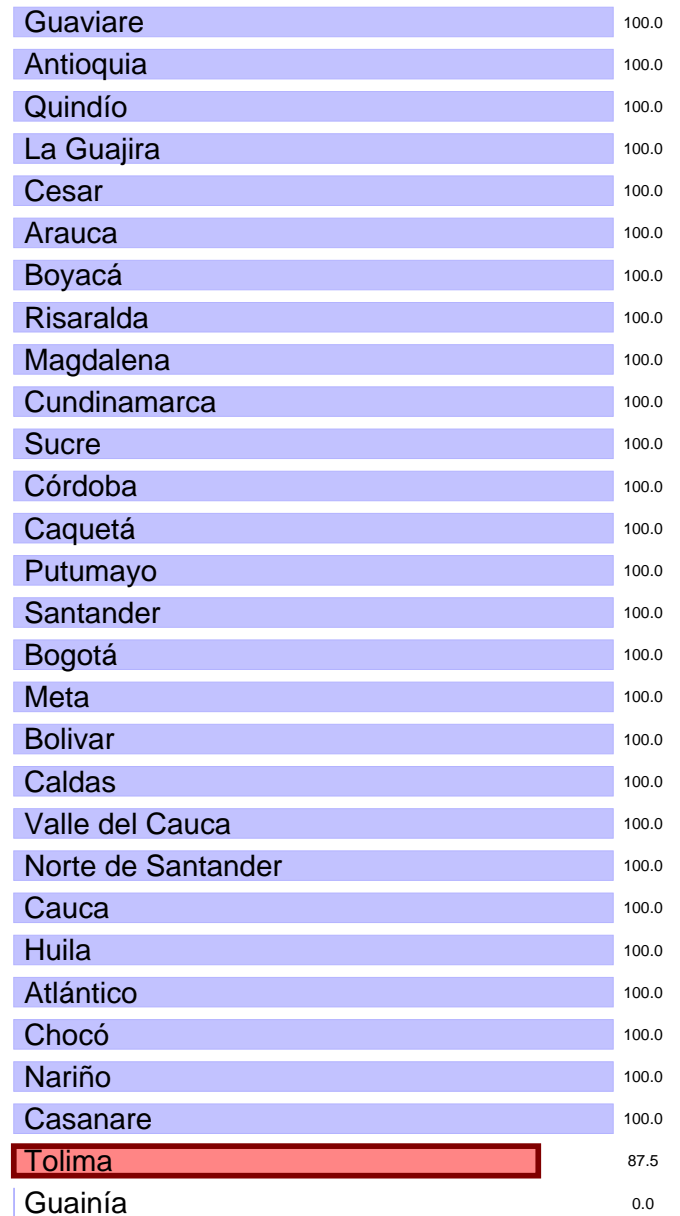 Guaviare 100.0
Antioquia 100.0
Quindío 100.0
La Guajira 100.0
Cesar 100.0
Arauca 100.0
Boyacá 100.0
Risaralda 100.0
Magdalena 100.0
Cundinamarca 100.0
Sucre 100.0
Córdoba 100.0
Caquetá 100.0
Putumayo 100.0
Santander 100.0
Bogotá 100.0
Meta 100.0
Bolivar 100.0
Caldas 100.0
Valle del Cauca 100.0
Norte de Santander 100.0
Cauca 100.0
Huila 100.0
Atlántico 100.0
Chocó 100.0
Nariño 100.0
Casanare 100.0
Tolima 87.5
Guainía 0.0